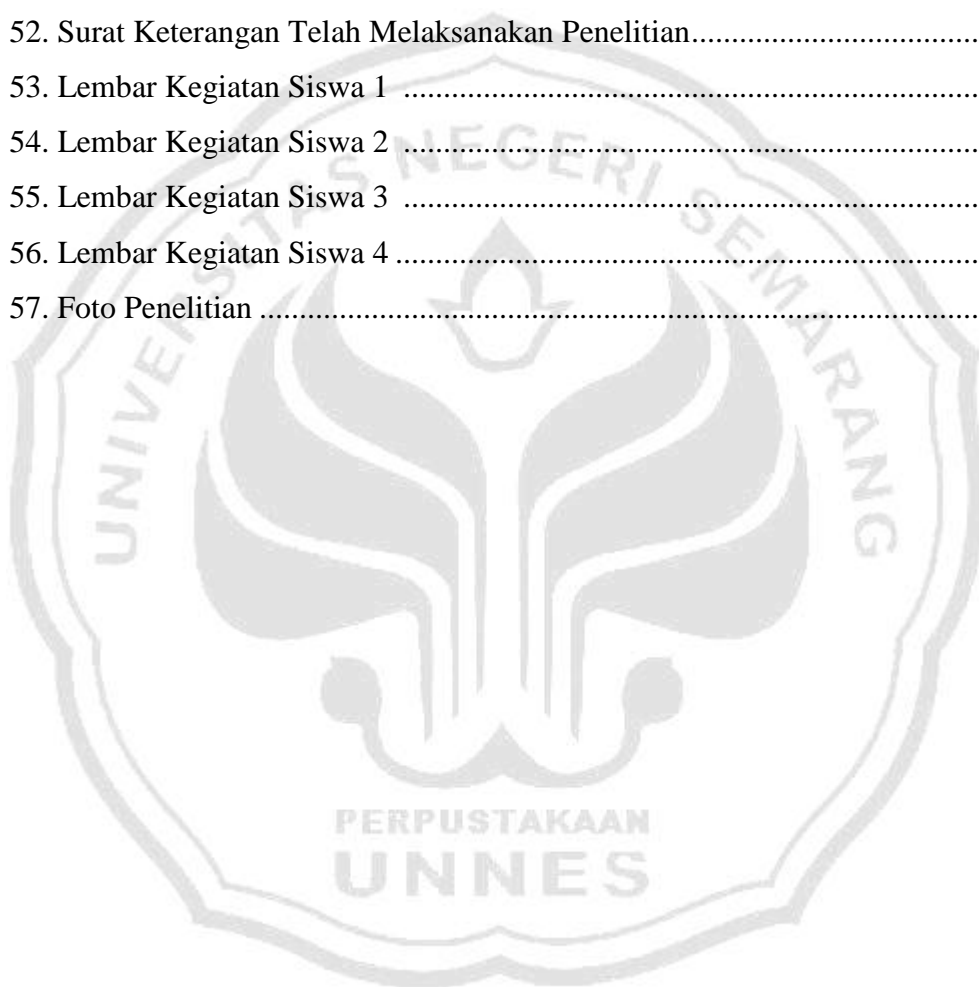 52. Surat Keterangan Telah Melaksanakan Penelitian....................................
53. Lembar Kegiatan Siswa 1 ........................................................................
54. Lembar Kegiatan Siswa 2 ........................................................................
55. Lembar Kegiatan Siswa 3 ........................................................................
56. Lembar Kegiatan Siswa 4 .........................................................................
57. Foto Penelitian ..........................................................................................
UNIVERSITAS NEGERI SEMARANG
PERPUSTAKAAN
UNNES